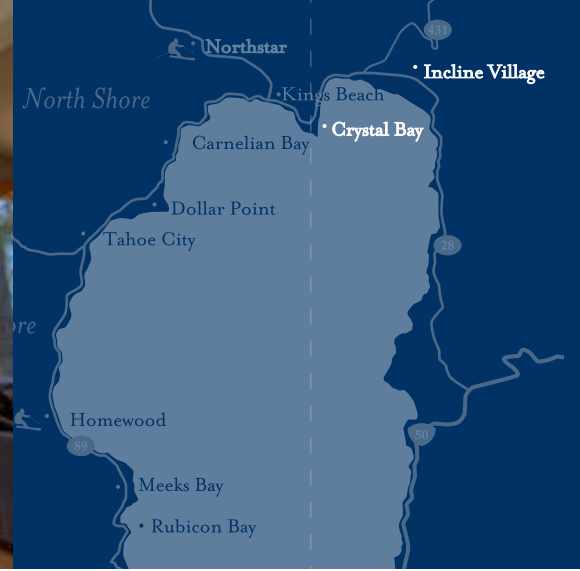 431
Northstar
Incline Village
North Shore
Kings Beach
Crystal Bay
Carnelian Bay
Dollar Point
Tahoe City
28
ore
Homewood
89
50
Meeks Bay
Rubicon Bay